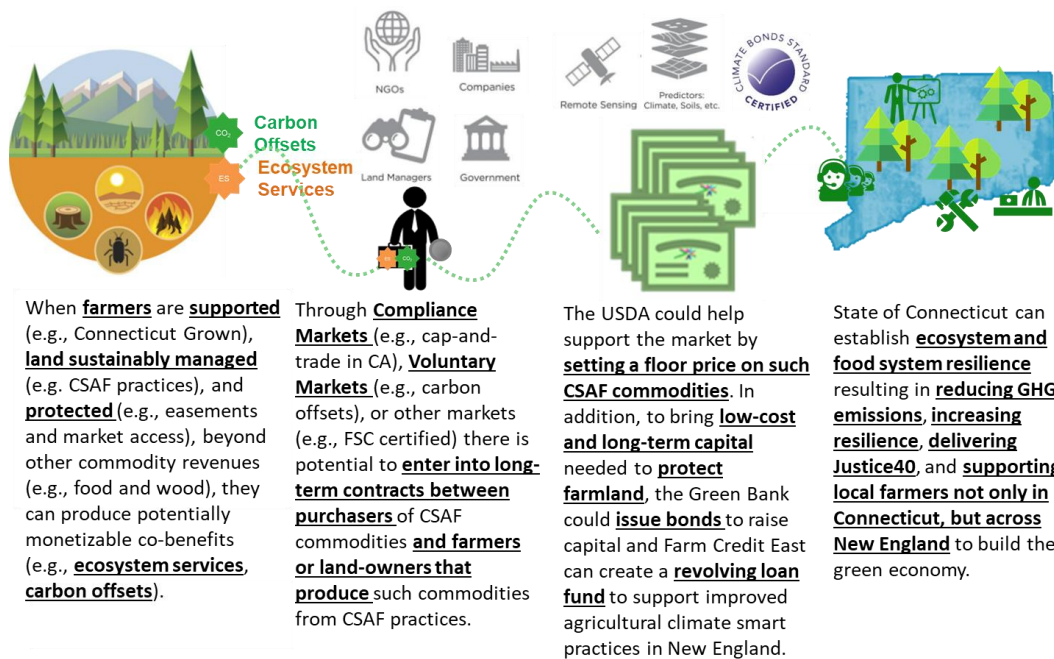 NGOs
Companies
Land Managers
Government
Remote Sensing
Predictors:
Climate, Soils, etc.
CLIMATE BONDS STANDARD
CERTIFIED
CO₂
Carbon
Offsets
ES
Ecosystem
Services
ES
CO₂
When farmers are supported
(e.g., Connecticut Grown),
land sustainably managed
(e.g. CSAF practices), and
protected (e.g., easements
and market access), beyond
other commodity revenues
(e.g., food and wood), they
can produce potentially
monetizable co-benefits
(e.g., ecosystem services,
carbon offsets).
Through Compliance
Markets (e.g., cap-and-
trade in CA), Voluntary
Markets (e.g., carbon
offsets), or other markets
(e.g., FSC certified) there is
potential to enter into long-
term contracts between
purchasers of CSAF
commodities and farmers
or land-owners that
produce such commodities
from CSAF practices.
The USDA could help
support the market by
setting a floor price on such
CSAF commodities. In
addition, to bring low-cost
and long-term capital
needed to protect
farmland, the Green Bank
could issue bonds to raise
capital and Farm Credit East
can create a revolving loan
fund to support improved
agricultural climate smart
practices in New England.
State of Connecticut can
establish ecosystem and
food system resilience
resulting in reducing GHG
emissions, increasing
resilience, delivering
Justice40, and supporting
local farmers not only in
Connecticut, but across
New England to build the
green economy.